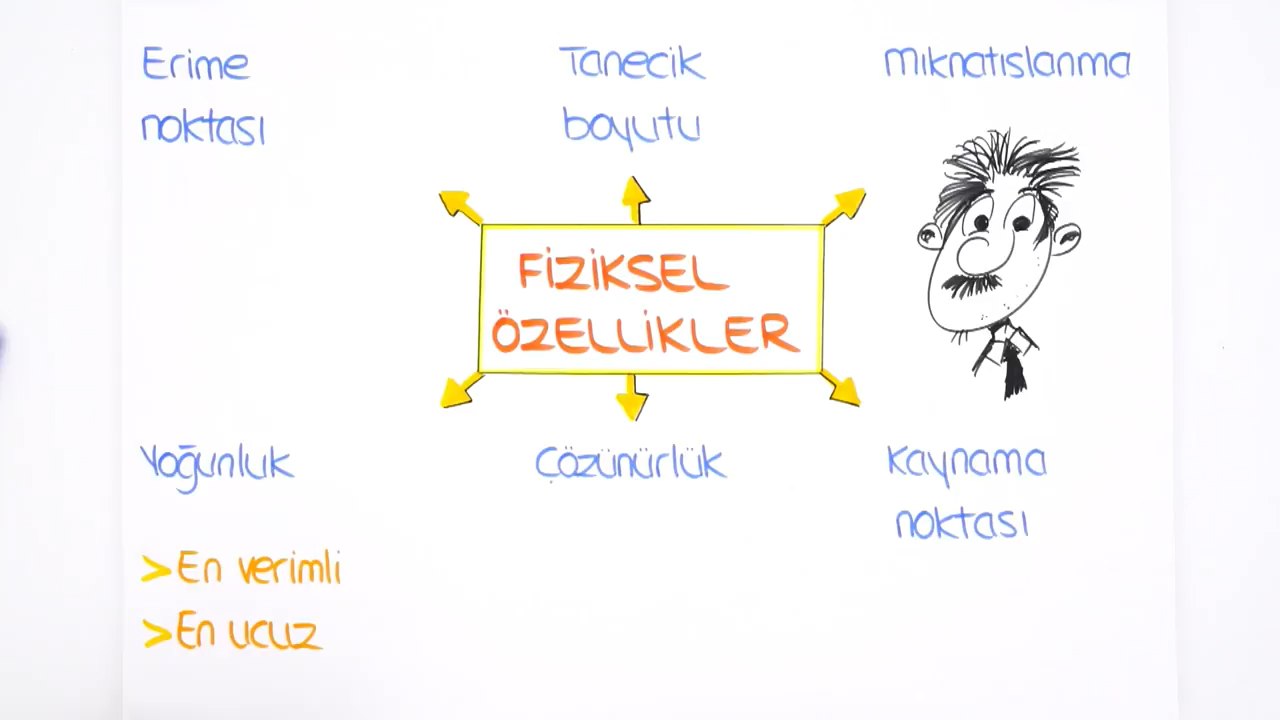 Erime
noktası
Tanecik
boyutu
Mıknatıslanma
FİZİKSEL
ÖZELLİKLER
Yoğunluk
Çözünürlük
Kaynama
noktası
>En verimli
>En ucuz